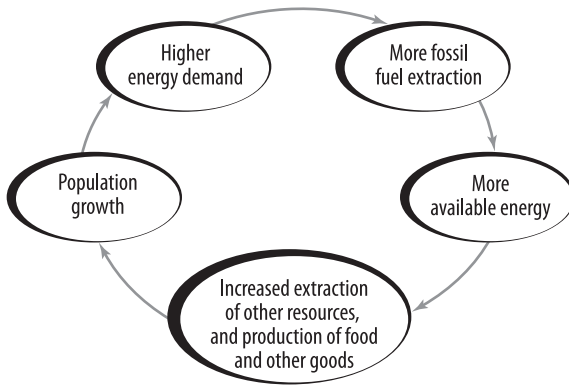 Higher
energy demand
More fossil
fuel extraction
More
available energy
Increased extraction
of other resources,
and production of food
and other goods
Population
growth